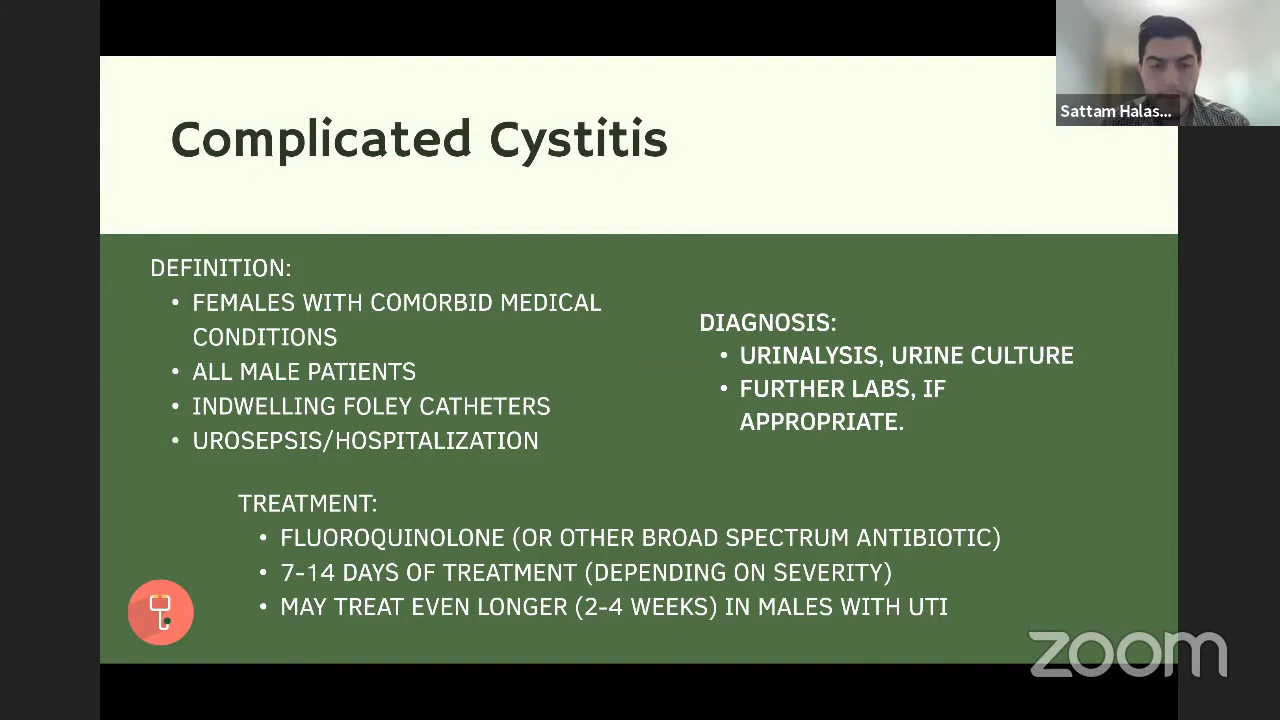 Sattam Halas...
Complicated Cystitis
DEFINITION:
• FEMALES WITH COMORBID MEDICAL
CONDITIONS
• ALL MALE PATIENTS
• INDWELLING FOLEY CATHETERS
• UROSEPSIS/HOSPITALIZATION
DIAGNOSIS:
• URINALYSIS, URINE CULTURE
• FURTHER LABS, IF
APPROPRIATE.
TREATMENT:
• FLUOROQUINOLONE (OR OTHER BROAD SPECTRUM ANTIBIOTIC)
• 7-14 DAYS OF TREATMENT (DEPENDING ON SEVERITY)
• MAY TREAT EVEN LONGER (2-4 WEEKS) IN MALES WITH UTI
zoom